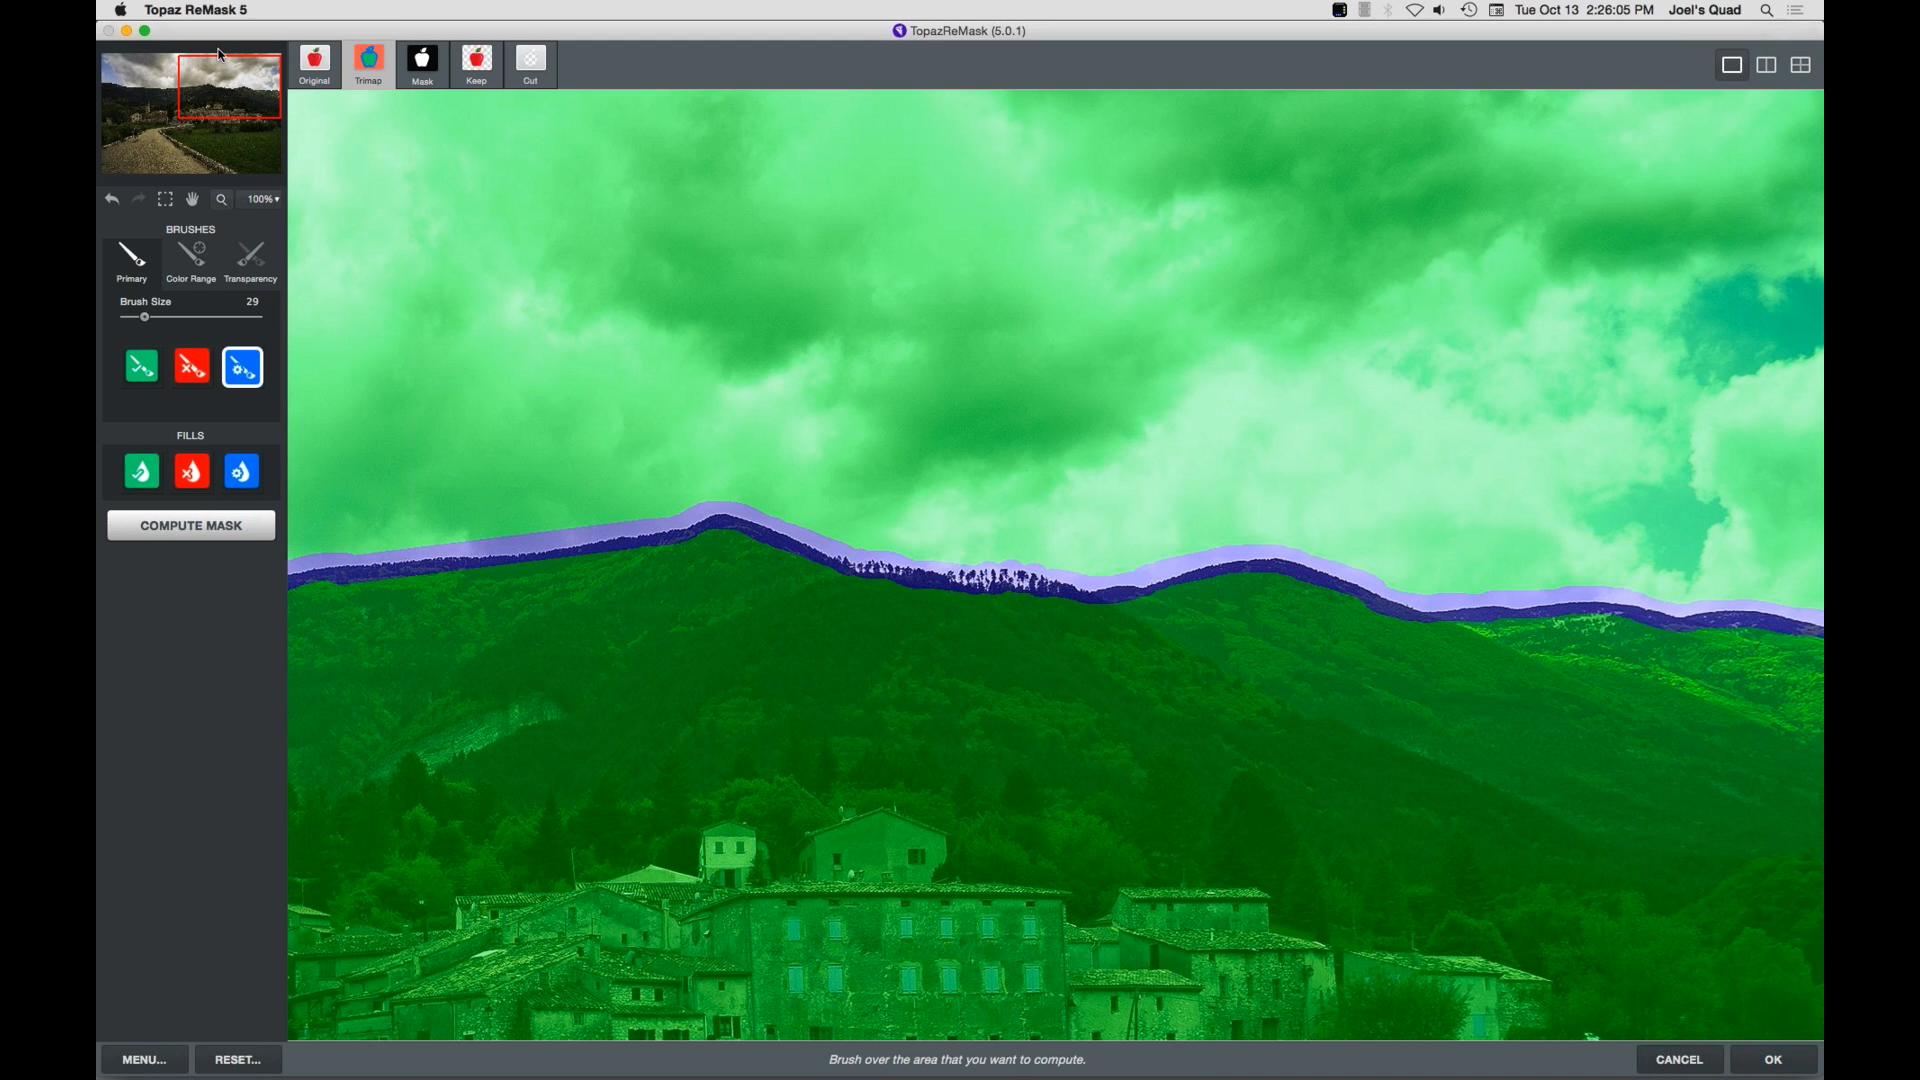 Topaz ReMask 5
Tue Oct 13 2:26:05 PM Joel's Quad
TopazReMask (5.0.1)
Original Trimap Mask Keep Cut
100%
BRUSHES
Primary Color Range Transparency
Brush Size 29
FILLS
COMPUTE MASK
MENU... RESET... Brush over the area that you want to compute. CANCEL OK